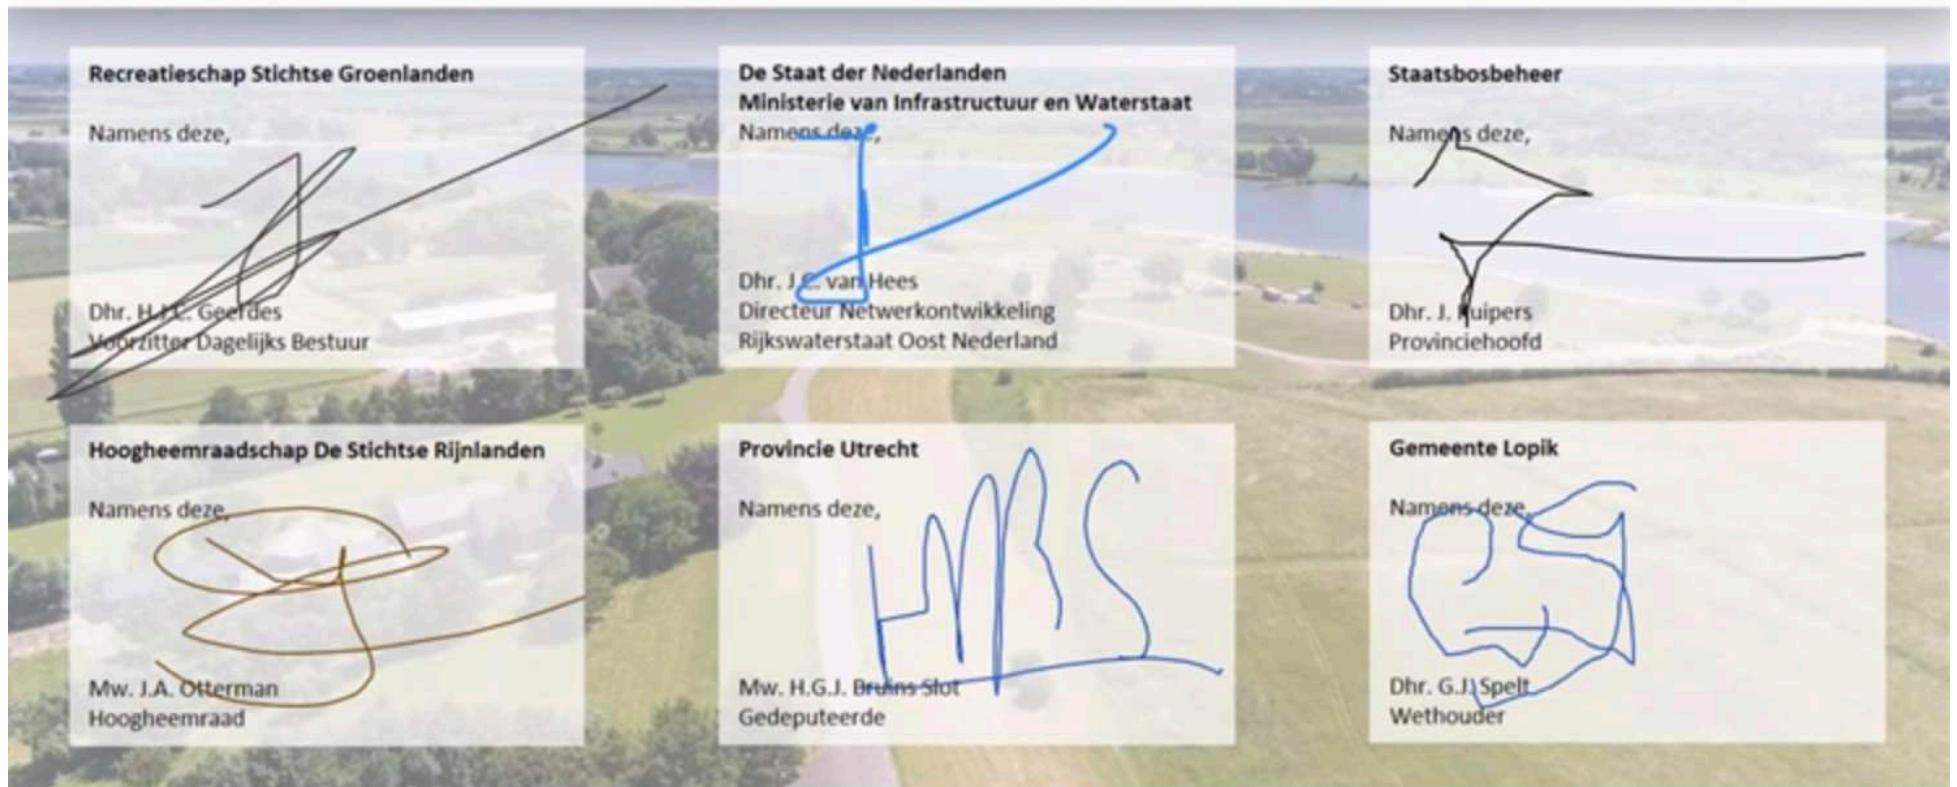 Recreatieschap Stichtse Groenlanden
Namens deze,
Dhr. H.J.C. Geerdes
Voorzitter Dagelijks Bestuur
De Staat der Nederlanden
Ministerie van Infrastructuur en Waterstaat
Namens deze,
Dhr. J.C. van Hees
Directeur Netwerkontwikkeling
Rijkswaterstaat Oost Nederland
Staatsbosbeheer
Namens deze,
Dhr. J. Kuipers
Provinciehoofd
Hoogheemraadschap De Stichtse Rijnlanden
Namens deze,
Mw. J.A. Otterman
Hoogheemraad
Provincie Utrecht
Namens deze,
Mw. H.G.J. Bruins Slot
Gedeputeerde
Gemeente Lopik
Namens deze,
Dhr. G.J. Spelt
Wethouder